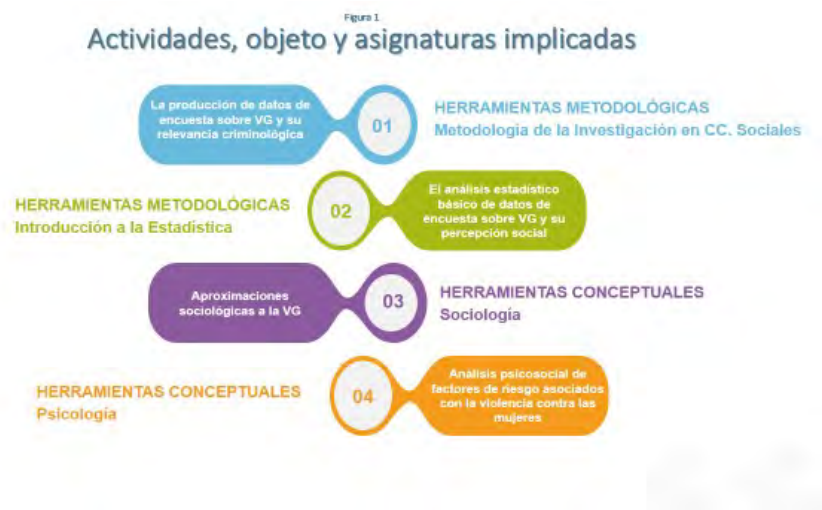 Figura 1
Actividades, objeto y asignaturas implicadas
La producción de datos de
encuesta sobre VG y su
relevancia criminológica
01
HERRAMIENTAS METODOLÓGICAS
Metodología de la Investigación en CC. Sociales
HERRAMIENTAS METODOLÓGICAS
Introducción a la Estadística
02
El análisis estadístico
básico de datos de
encuesta sobre VG y su
percepción social
Aproximaciones
sociológicas a la VG
03
HERRAMIENTAS CONCEPTUALES
Sociología
HERRAMIENTAS CONCEPTUALES
Psicología
04
Análisis psicosocial de
factores de riesgo asociados
con la violencia contra las
mujeres